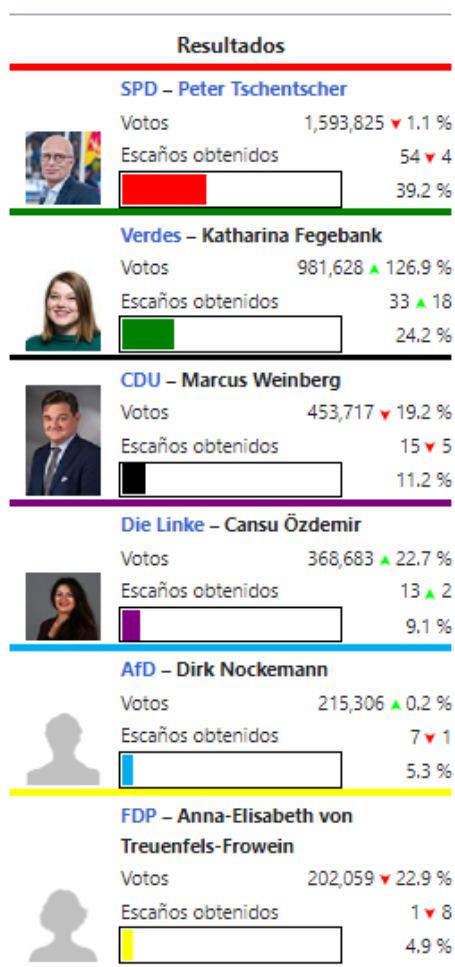 Resultados
SPD – Peter Tschentscher
Votos 1,593,825 ▼ 1.1 %
Escaños obtenidos 54 ▼ 4
39.2 %
Verdes – Katharina Fegebank
Votos 981,628 ▲ 126.9 %
Escaños obtenidos 33 ▲ 18
24.2 %
CDU – Marcus Weinberg
Votos 453,717 ▼ 19.2 %
Escaños obtenidos 15 ▼ 5
11.2 %
Die Linke – Cansu Özdemir
Votos 368,683 ▲ 22.7 %
Escaños obtenidos 13 ▲ 2
9.1 %
AfD – Dirk Nockemann
Votos 215,306 ▲ 0.2 %
Escaños obtenidos 7 ▼ 1
5.3 %
FDP – Anna-Elisabeth von
Treuenfels-Frowein
Votos 202,059 ▼ 22.9 %
Escaños obtenidos 1 ▼ 8
4.9 %